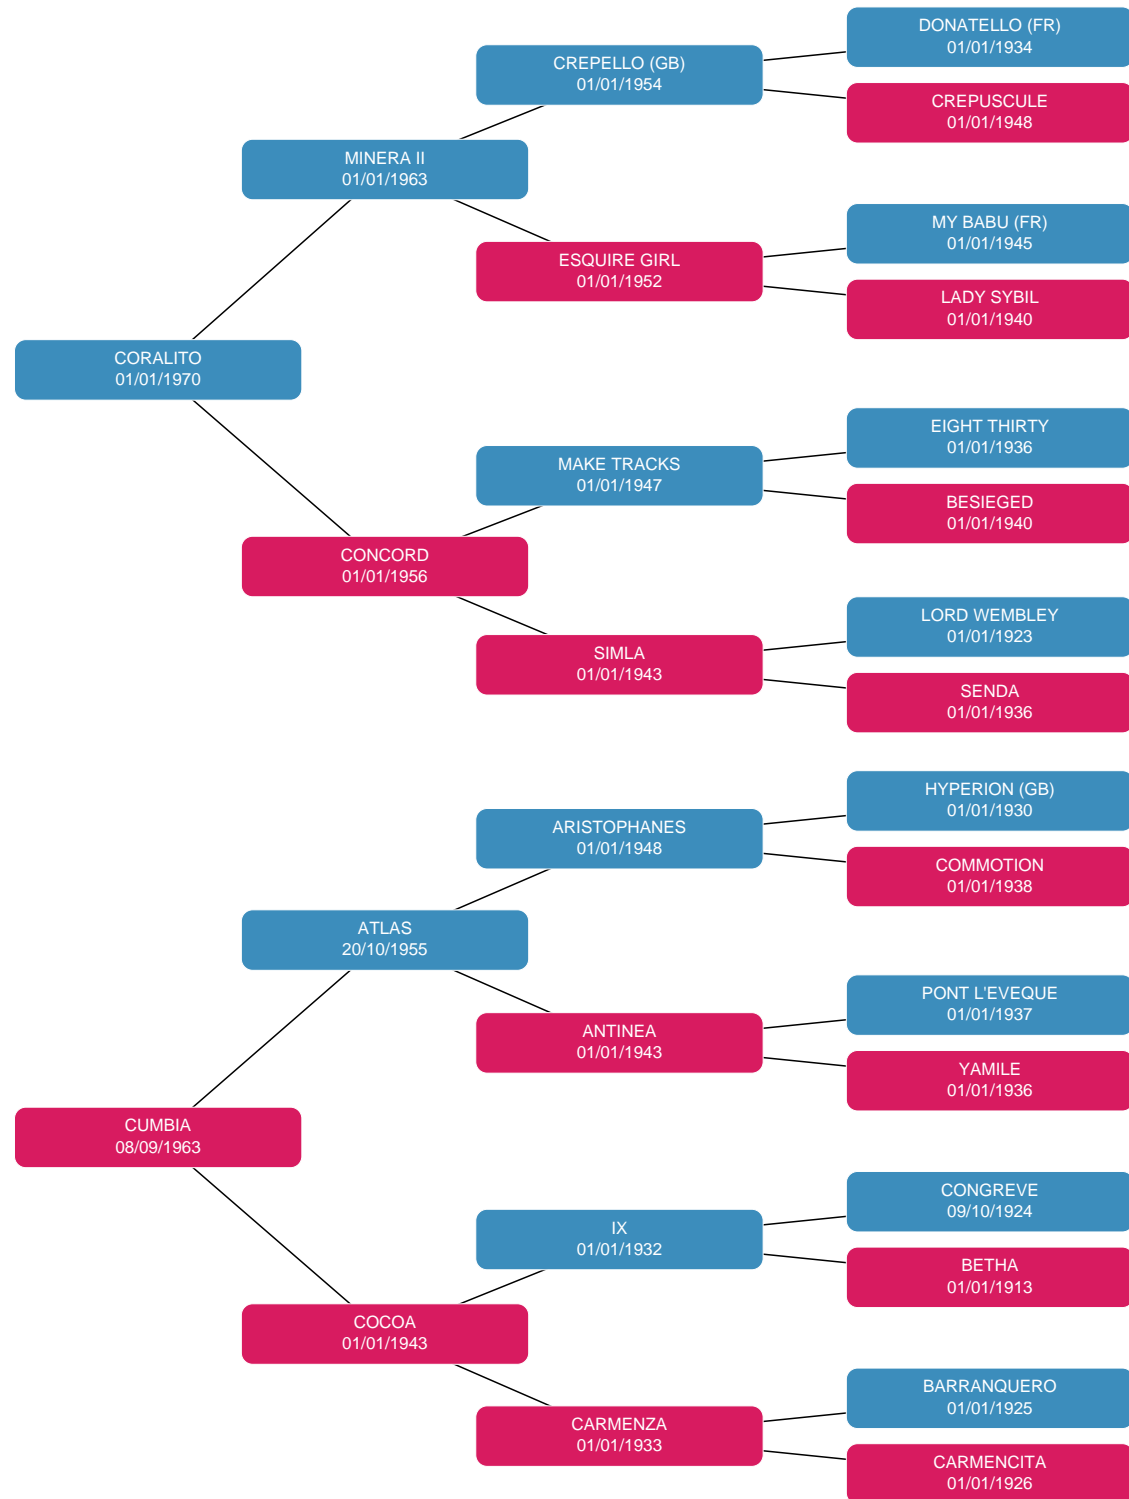 DONATELLO (FR)
01/01/1934
CREPELLO (GB)
01/01/1954
CREPUSCULE
01/01/1948
MINERA II
01/01/1963
MY BABU (FR)
01/01/1945
ESQUIRE GIRL
01/01/1952
LADY SYBIL
01/01/1940
CORALITO
01/01/1970
EIGHT THIRTY
01/01/1936
MAKE TRACKS
01/01/1947
BESIEGED
01/01/1940
CONCORD
01/01/1956
LORD WEMBLEY
01/01/1923
SIMLA
01/01/1943
SENDA
01/01/1936
HYPERION (GB)
01/01/1930
ARISTOPHANES
01/01/1948
COMMOTION
01/01/1938
ATLAS
20/10/1955
PONT L'EVEQUE
01/01/1937
ANTINEA
01/01/1943
YAMILE
01/01/1936
CUMBIA
08/09/1963
CONGREVE
09/10/1924
IX
01/01/1932
BETHA
01/01/1913
COCOA
01/01/1943
BARRANQUERO
01/01/1925
CARMENZA
01/01/1933
CARMENCITA
01/01/1926